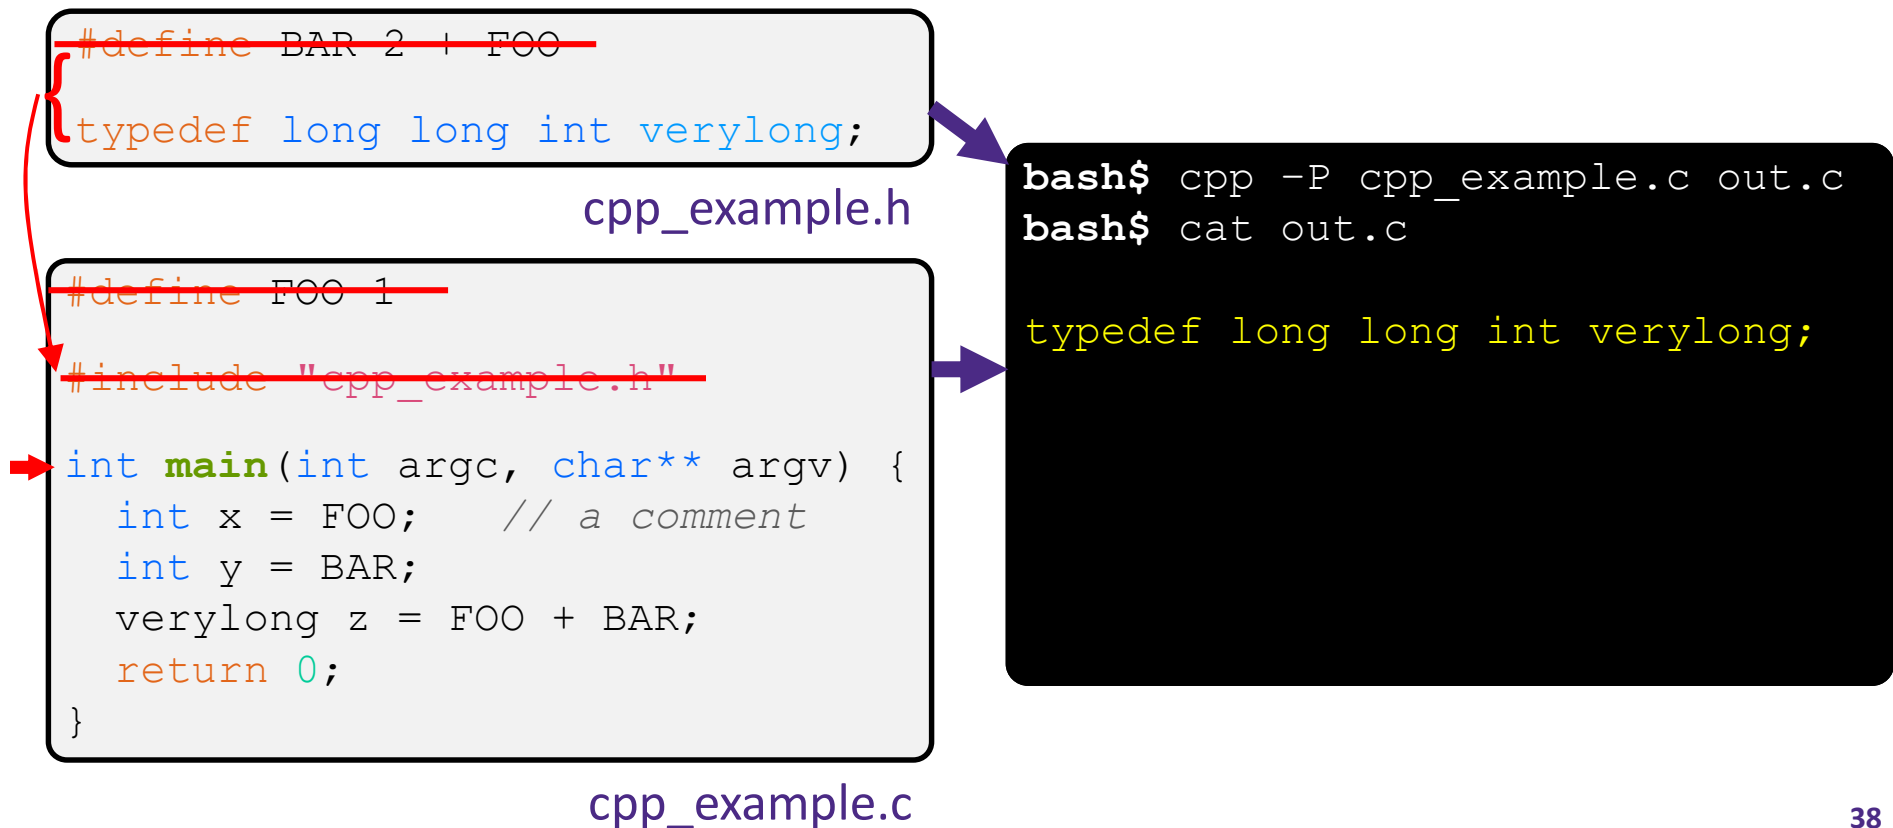 #define BAR 2 + FOO
typedef long long int verylong;
cpp_example.h
#define FOO 1
#include "cpp_example.h"
int main(int argc, char** argv) {
  int x = FOO;   // a comment
  int y = BAR;
  verylong z = FOO + BAR;
  return 0;
}
cpp_example.c
bash$ cpp –P cpp_example.c out.c
bash$ cat out.c
typedef long long int verylong;
38